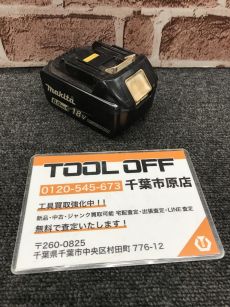 makita
18V
TOOL OFF
0120-545-673 千葉市原店
工具買取強化中！！
新品・中古・ジャンク買取可能 宅配査定・出張査定・LINE査定
無料で査定いたします！
〒260-0825
千葉県千葉市中央区村田町 776-12